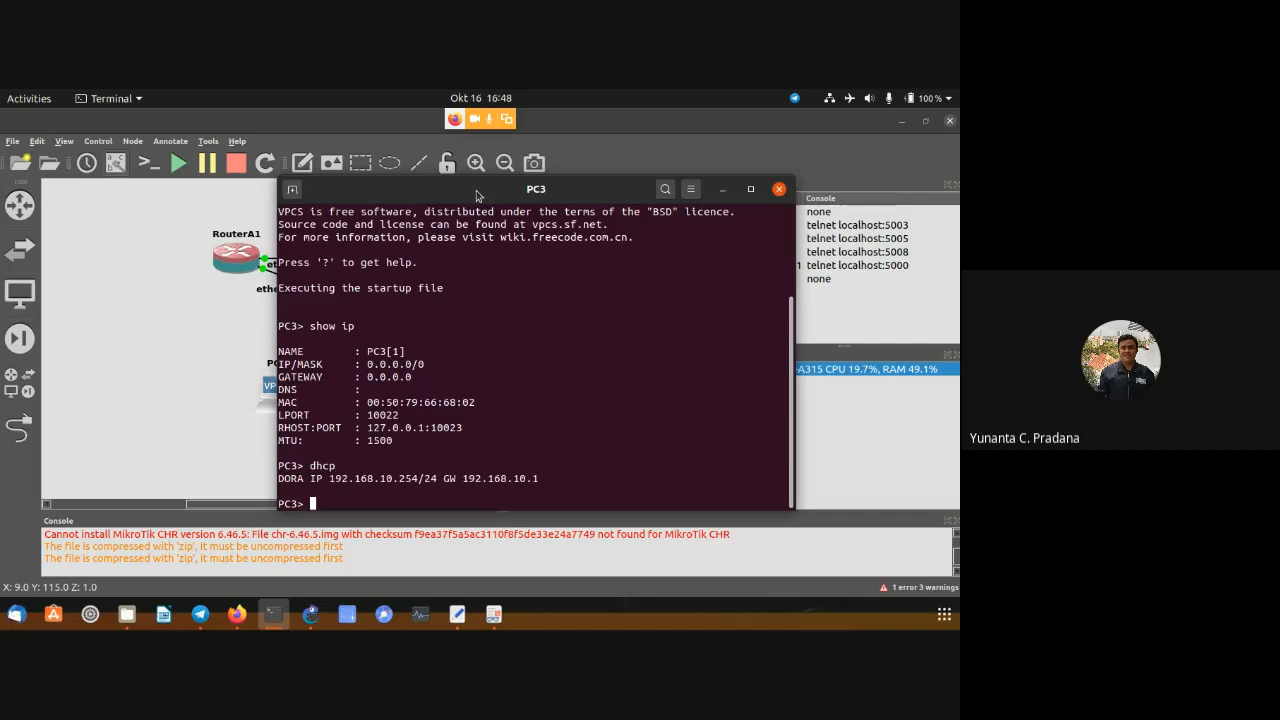 Activities Terminal Okt 16 16:48 100 %
File Edit View Control Node Annotate Tools Help
PC3
RouterA1
VPCS is free software, distributed under the terms of the "BSD" licence.
Source code and license can be found at vpcs.sf.net.
For more information, please visit wiki.freecode.com.cn.
Press '?' to get help.
Executing the startup file
PC3> show ip
NAME : PC3[1]
IP/MASK : 0.0.0.0/0
GATEWAY : 0.0.0.0
DNS :
MAC : 00:50:79:66:68:02
LPORT : 10022
RHOST:PORT : 127.0.0.1:10023
MTU: : 1500
PC3> dhcp
DORA IP 192.168.10.254/24 GW 192.168.10.1
PC3>
Console
none
telnet localhost:5003
telnet localhost:5005
telnet localhost:5008
1 telnet localhost:5000
none
-A315 CPU 19.7%, RAM 49.1%
Console
Cannot install MikroTik CHR version 6.46.5: File chr-6.46.5.img with checksum f9ea37f5a5ac3110f8f5de33e24a7749 not found for MikroTik CHR
The file is compressed with 'zip', it must be uncompressed first
The file is compressed with 'zip', it must be uncompressed first
X: 9.0 Y: 115.0 Z: 1.0 1 error 3 warnings
Yunanta C. Pradana